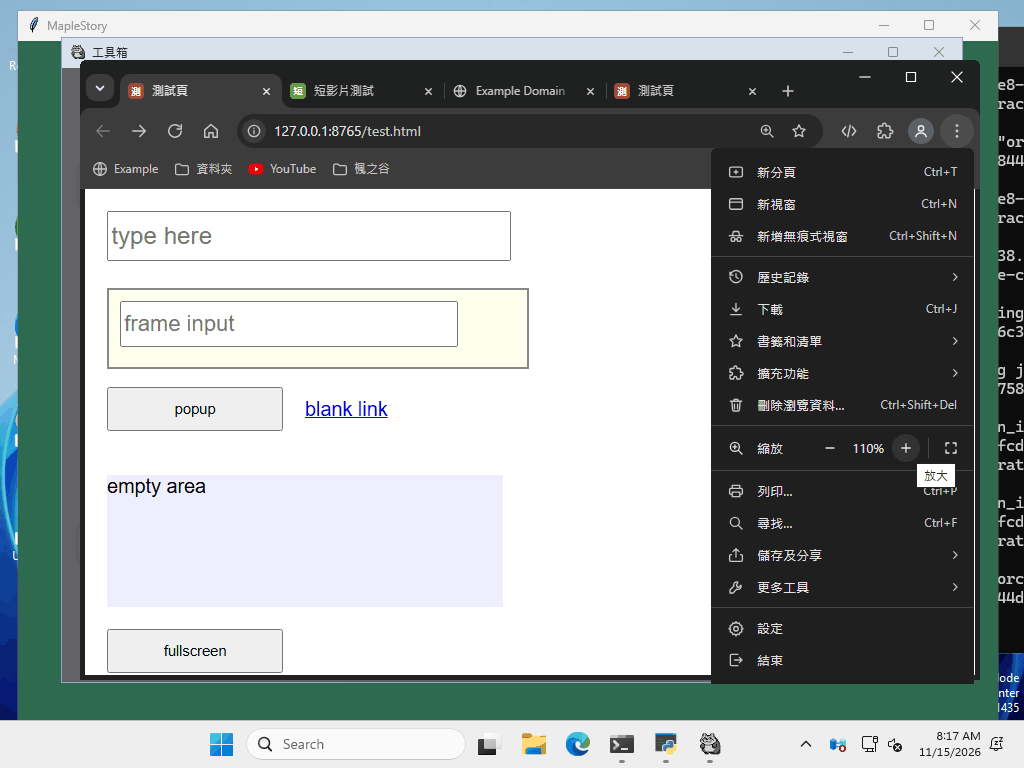 MapleStory
工具箱
測 測試頁
短 短影片測試
Example Domain
測 測試頁
127.0.0.1:8765/test.html
Example
資料夾
YouTube
楓之谷
type here
frame input
popup
blank link
empty area
fullscreen
新分頁 Ctrl+T
新視窗 Ctrl+N
新增無痕式視窗 Ctrl+Shift+N
歷史記錄
下載 Ctrl+J
書籤和清單
擴充功能
刪除瀏覽資料... Ctrl+Shift+Del
縮放 − 110% +
放大
列印... Ctrl+P
尋找... Ctrl+F
儲存及分享
更多工具
設定
結束
Search
8:17 AM
11/15/2026